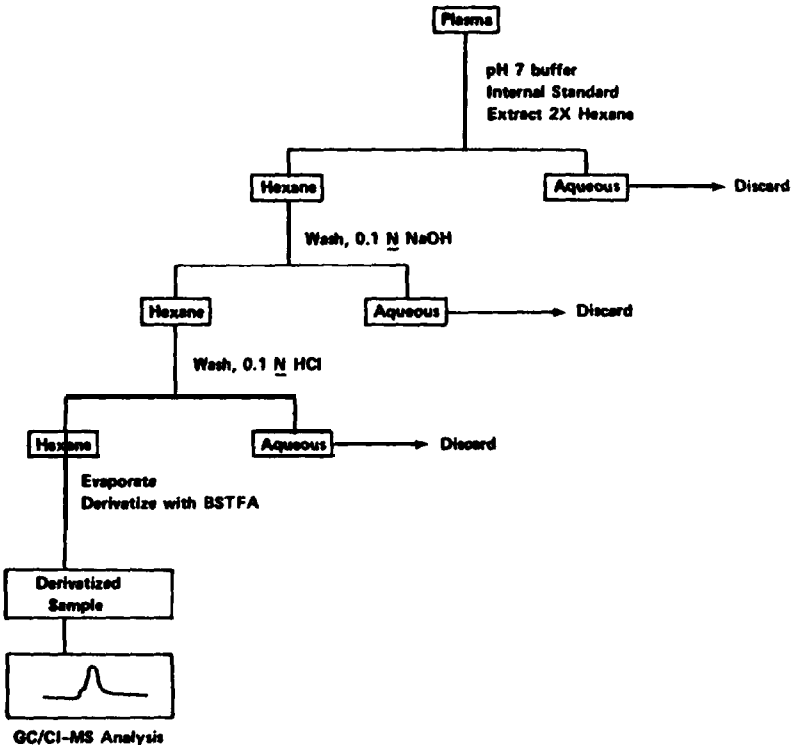 Plasma
pH 7 buffer
Internal Standard
Extract 2X Hexane
Hexane
Aqueous
Discard
Wash, 0.1 N NaOH
Hexane
Aqueous
Discard
Wash, 0.1 N HCl
Hexane
Aqueous
Discard
Evaporate
Derivatize with BSTFA
Derivatized
Sample
GC/CI-MS Analysis